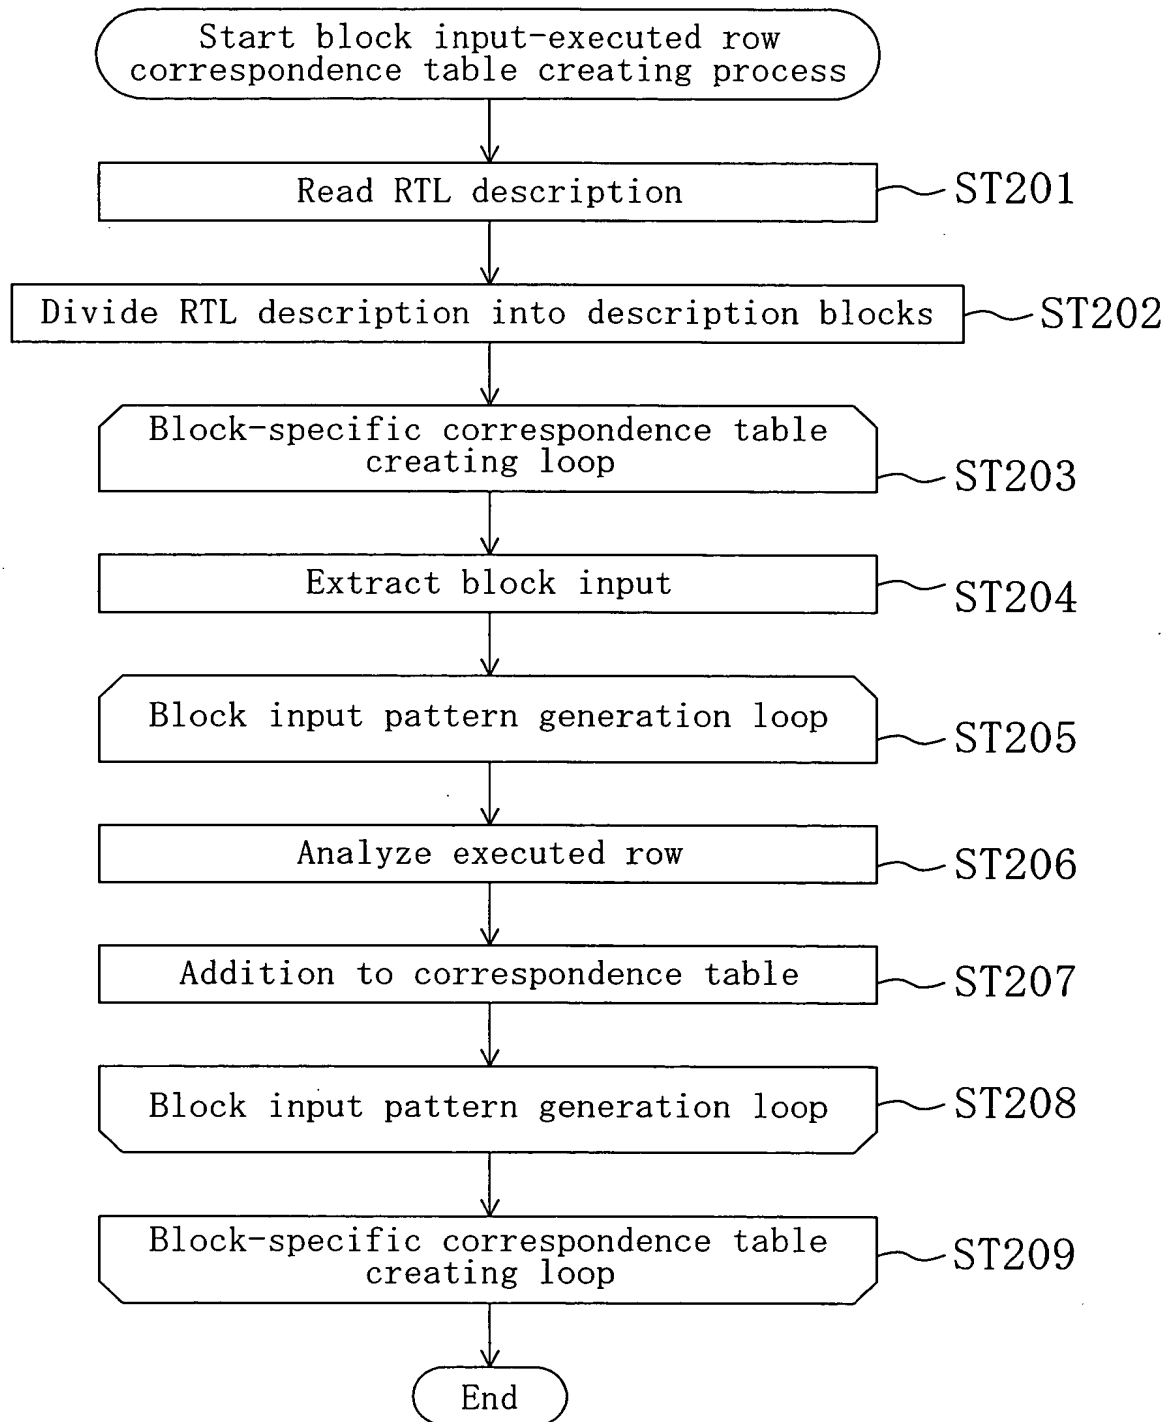 Start block input-executed row
correspondence table creating process
Read RTL description
ST201
Divide RTL description into description blocks
ST202
Block-specific correspondence table
creating loop
ST203
Extract block input
ST204
Block input pattern generation loop
ST205
Analyze executed row
ST206
Addition to correspondence table
ST207
Block input pattern generation loop
ST208
Block-specific correspondence table
creating loop
ST209
End